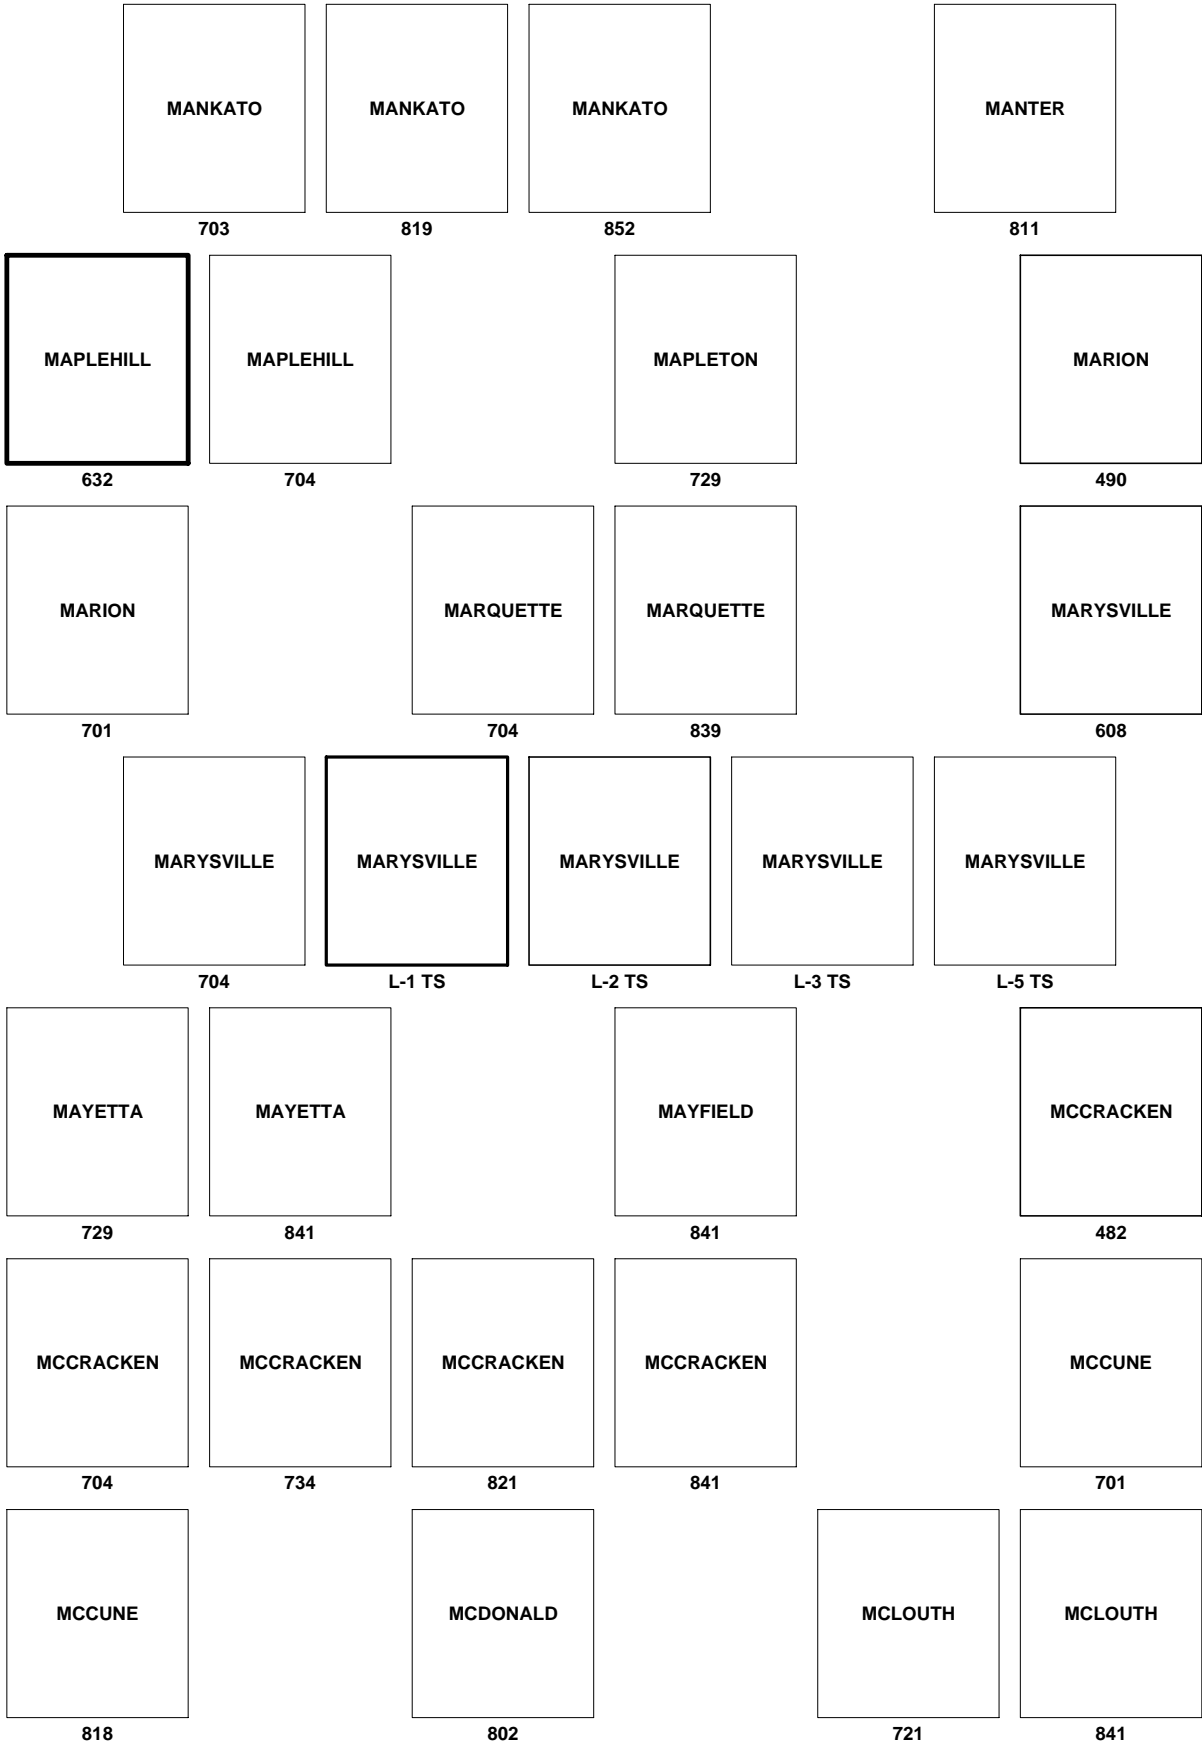 MANKATO MANKATO MANKATO MANTER
703 819 852 811
MAPLEHILL MAPLEHILL MAPLETON MARION
632 704 729 490
MARION MARQUETTE MARQUETTE MARYSVILLE
701 704 839 608
MARYSVILLE MARYSVILLE MARYSVILLE MARYSVILLE MARYSVILLE
704 L-1 TS L-2 TS L-3 TS L-5 TS
MAYETTA MAYETTA MAYFIELD MCCRACKEN
729 841 841 482
MCCRACKEN MCCRACKEN MCCRACKEN MCCRACKEN MCCUNE
704 734 821 841 701
MCCUNE MCDONALD MCLOUTH MCLOUTH
818 802 721 841